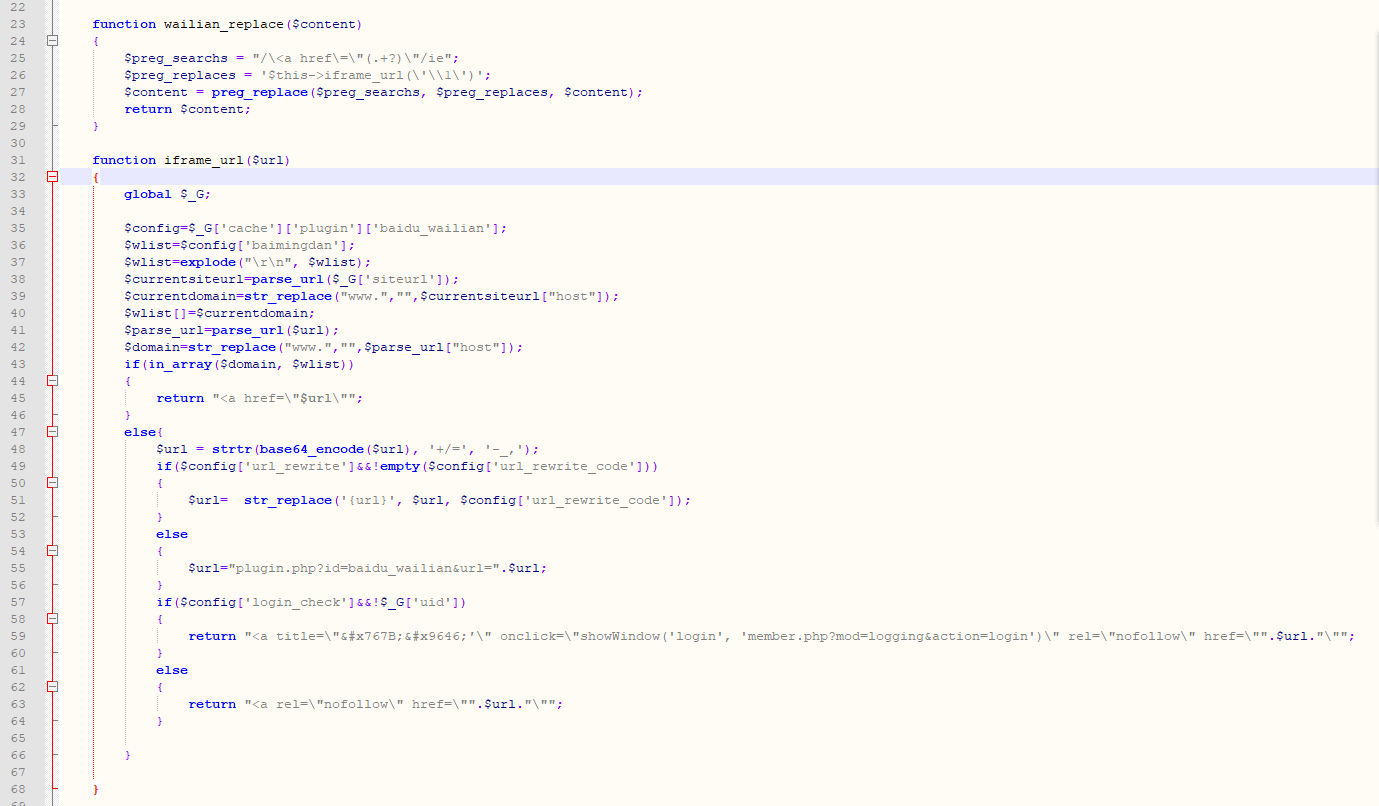 22
23 function wailian_replace($content)
24 {
25 $preg_searchs = "/\<a href\=\"(.+?)\"/ie";
26 $preg_replaces = '$this->iframe_url(\'\\1\')';
27 $content = preg_replace($preg_searchs, $preg_replaces, $content);
28 return $content;
29 }
30
31 function iframe_url($url)
32 {
33 global $_G;
34
35 $config=$_G['cache']['plugin']['baidu_wailian'];
36 $wlist=$config['baimingdan'];
37 $wlist=explode("\r\n", $wlist);
38 $currentsiteurl=parse_url($_G['siteurl']);
39 $currentdomain=str_replace("www.","",$currentsiteurl["host"]);
40 $wlist[]=$currentdomain;
41 $parse_url=parse_url($url);
42 $domain=str_replace("www.","",$parse_url["host"]);
43 if(in_array($domain, $wlist))
44 {
45 return "<a href=\"$url\"";
46 }
47 else{
48 $url = strtr(base64_encode($url), '+/=', '-_,');
49 if($config['url_rewrite']&&!empty($config['url_rewrite_code']))
50 {
51 $url=  str_replace('{url}', $url, $config['url_rewrite_code']);
52 }
53 else
54 {
55 $url="plugin.php?id=baidu_wailian&url=".$url;
56 }
57 if($config['login_check']&&!$_G['uid'])
58 {
59 return "<a title=\"&#x767B;&#x9646;'\" onclick=\"showWindow('login', 'member.php?mod=logging&action=login')\" rel=\"nofollow\" href=\"".$url."\"";
60 }
61 else
62 {
63 return "<a rel=\"nofollow\" href=\"".$url."\"";
64 }
65
66 }
67
68 }
69